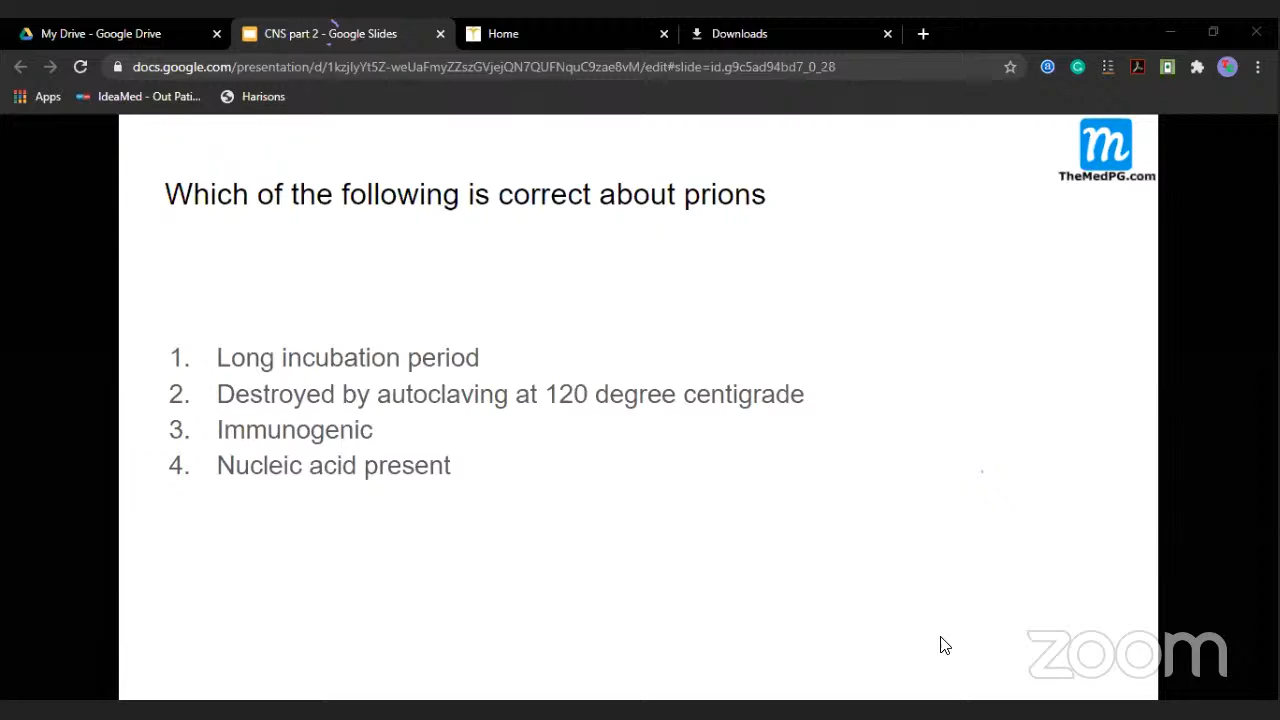 My Drive - Google Drive
CNS part 2 - Google Slides
Home
Downloads
docs.google.com/presentation/d/1kzjlyYt5Z-weUaFmyZZszGVjejQN7QUFNquC9zae8vM/edit#slide=id.g9c5ad94bd7_0_28
Apps
IdeaMed - Out Pati...
Harisons
m
TheMedPG.com
Which of the following is correct about prions
1. Long incubation period
2. Destroyed by autoclaving at 120 degree centigrade
3. Immunogenic
4. Nucleic acid present
zoom